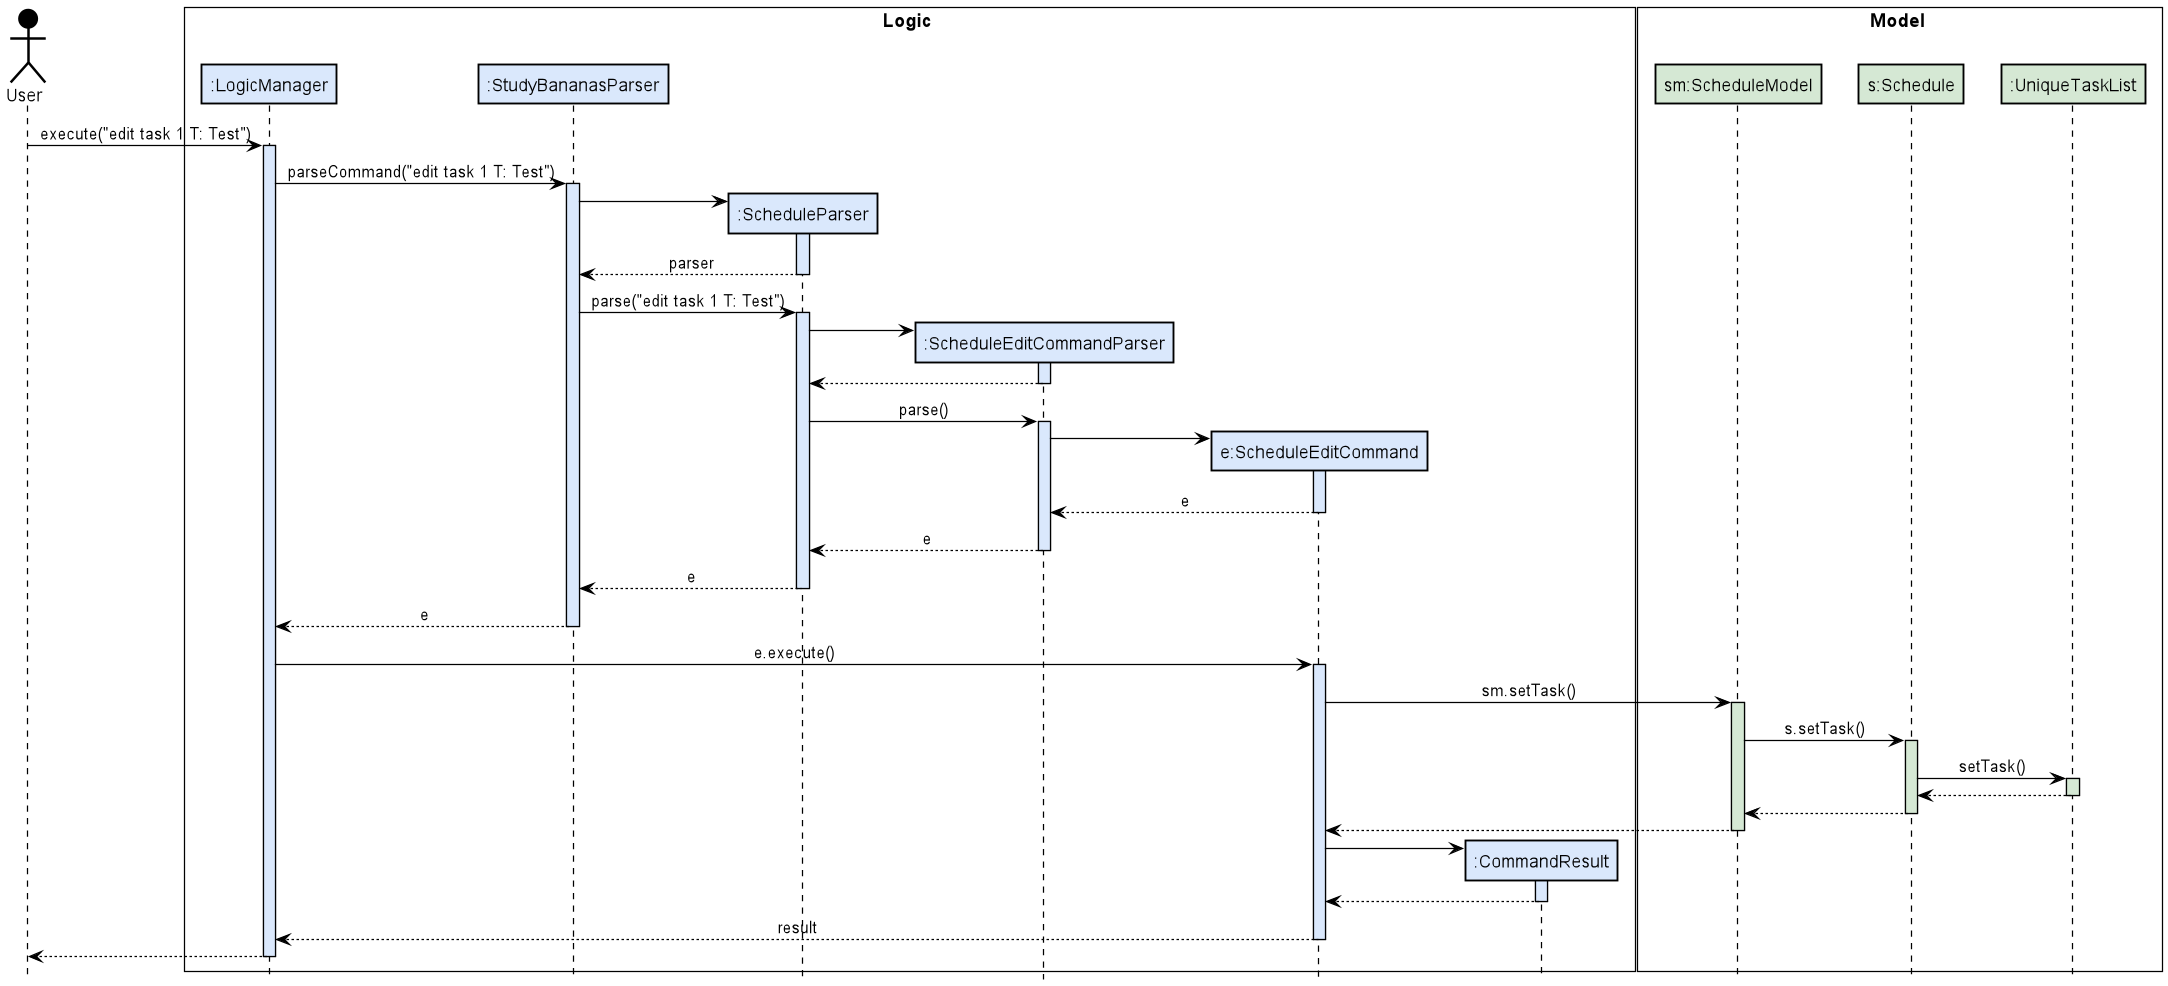 Logic
Model
:LogicManager
:StudyBananasParser
sm:ScheduleModel
s:Schedule
:UniqueTaskList
User
execute("edit task 1 T: Test")
parseCommand("edit task 1 T: Test")
:ScheduleParser
parser
parse("edit task 1 T: Test")
:ScheduleEditCommandParser
parse()
e:ScheduleEditCommand
e
e
e
e
e.execute()
sm.setTask()
s.setTask()
setTask()
:CommandResult
result